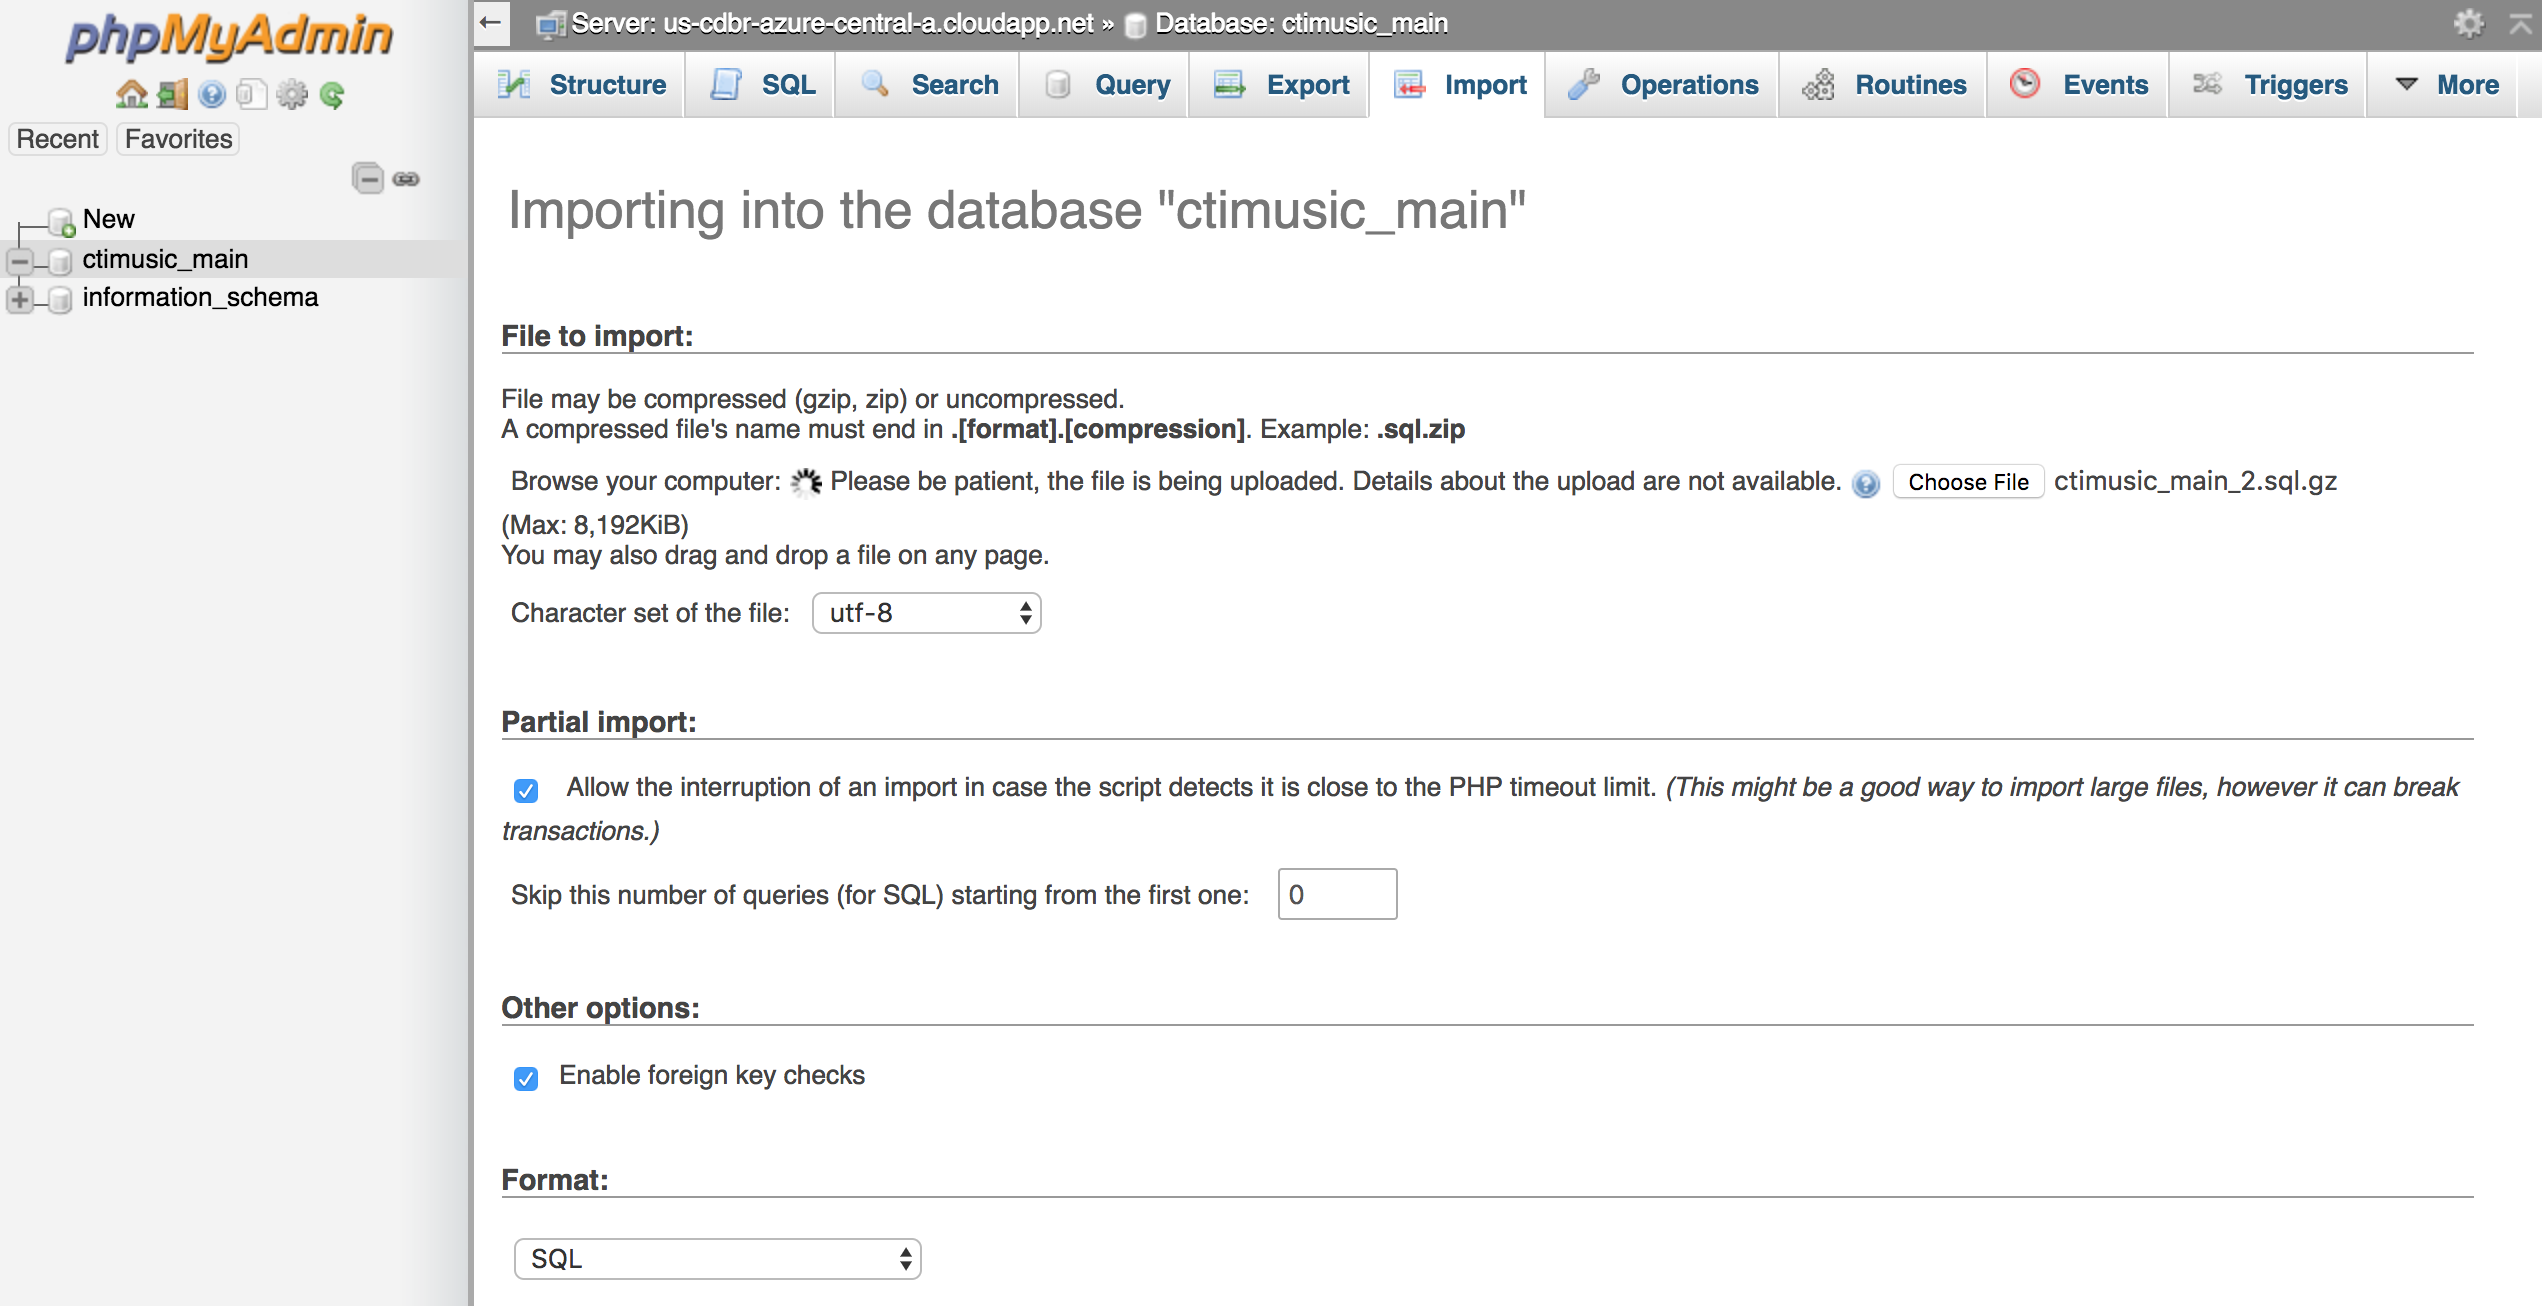 phpMyAdmin
Recent Favorites
New
ctimusic_main
information_schema
← Server: us-cdbr-azure-central-a.cloudapp.net » Database: ctimusic_main
Structure SQL Search Query Export Import Operations Routines Events Triggers More
Importing into the database "ctimusic_main"
File to import:
File may be compressed (gzip, zip) or uncompressed.
A compressed file's name must end in .[format].[compression]. Example: .sql.zip
Browse your computer: Please be patient, the file is being uploaded. Details about the upload are not available. Choose File ctimusic_main_2.sql.gz
(Max: 8,192KiB)
You may also drag and drop a file on any page.
Character set of the file: utf-8
Partial import:
Allow the interruption of an import in case the script detects it is close to the PHP timeout limit. (This might be a good way to import large files, however it can break
transactions.)
Skip this number of queries (for SQL) starting from the first one: 0
Other options:
Enable foreign key checks
Format:
SQL